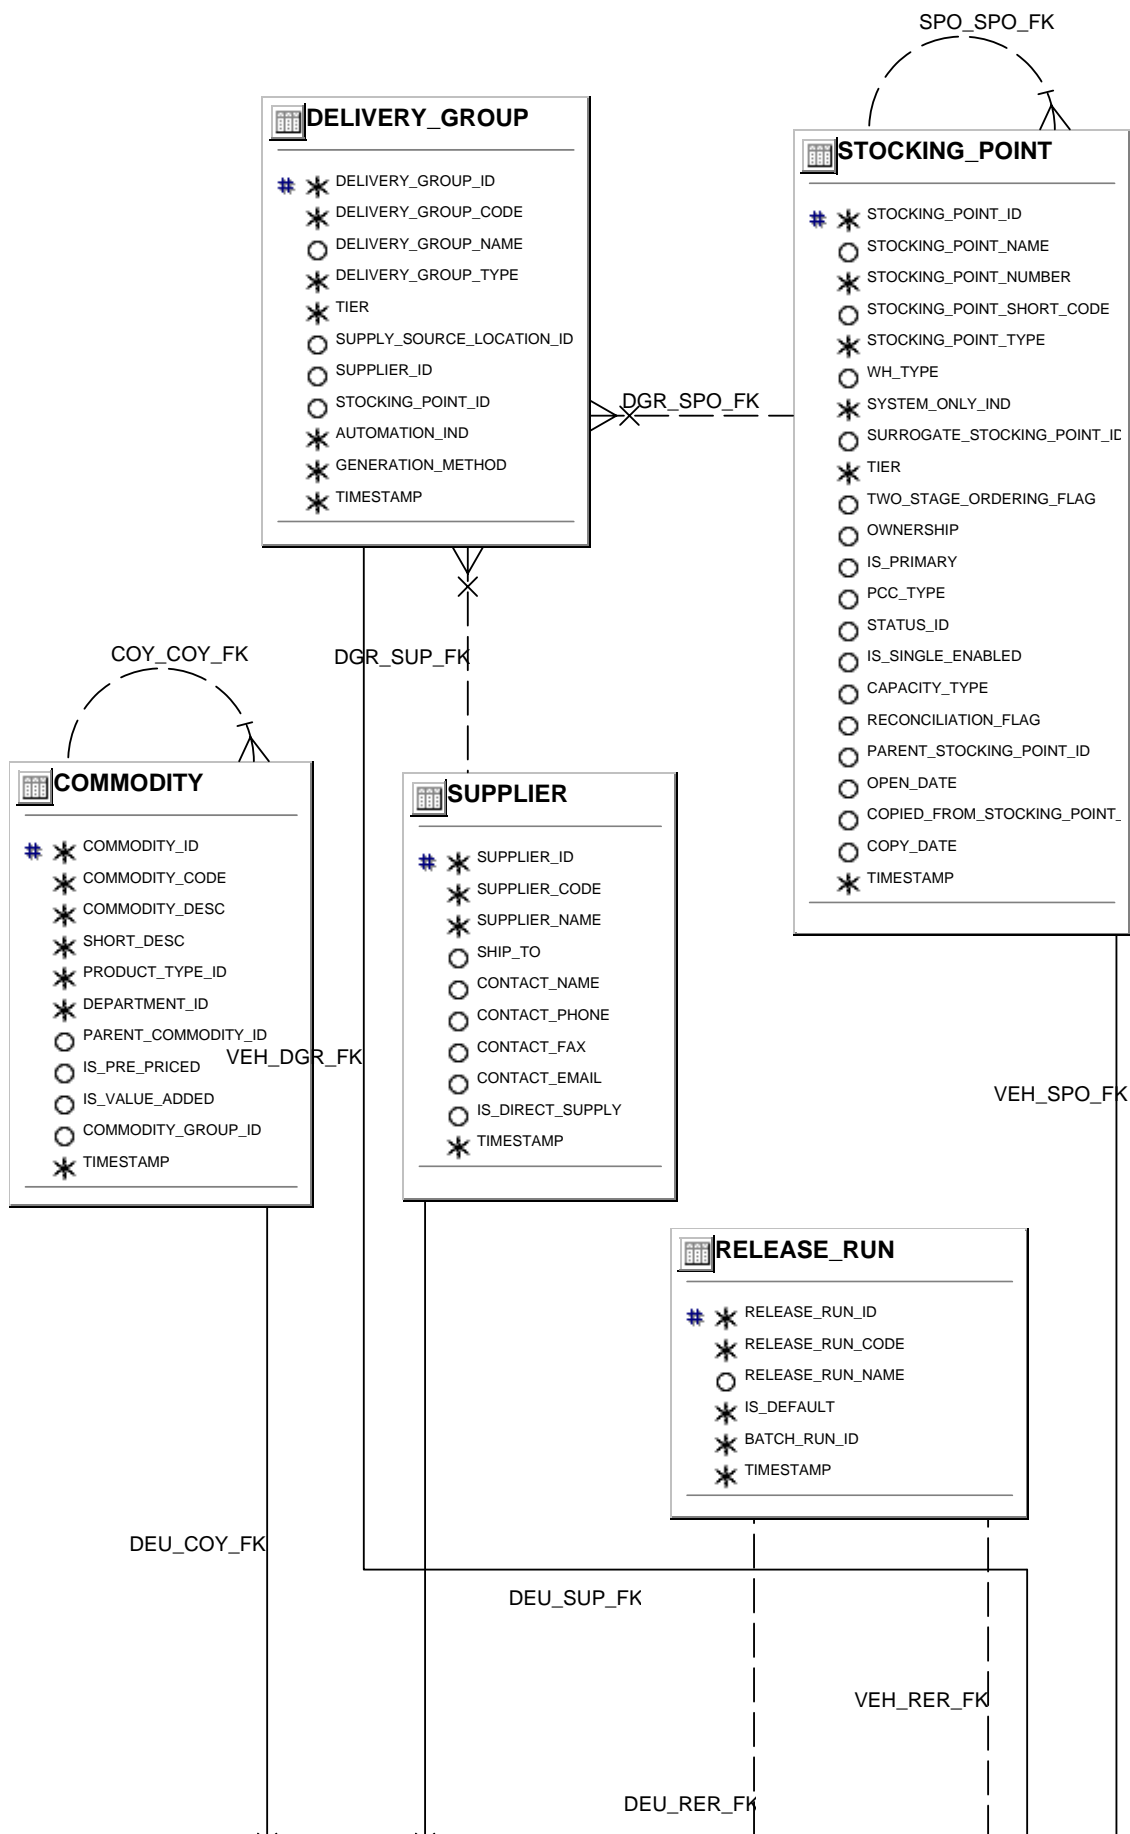 SPO_SPO_FK
DELIVERY_GROUP
# DELIVERY_GROUP_ID
DELIVERY_GROUP_CODE
DELIVERY_GROUP_NAME
DELIVERY_GROUP_TYPE
TIER
SUPPLY_SOURCE_LOCATION_ID
SUPPLIER_ID
STOCKING_POINT_ID
AUTOMATION_IND
GENERATION_METHOD
TIMESTAMP
STOCKING_POINT
# STOCKING_POINT_ID
STOCKING_POINT_NAME
STOCKING_POINT_NUMBER
STOCKING_POINT_SHORT_CODE
STOCKING_POINT_TYPE
WH_TYPE
SYSTEM_ONLY_IND
SURROGATE_STOCKING_POINT_ID
TIER
TWO_STAGE_ORDERING_FLAG
OWNERSHIP
IS_PRIMARY
PCC_TYPE
STATUS_ID
IS_SINGLE_ENABLED
CAPACITY_TYPE
RECONCILIATION_FLAG
PARENT_STOCKING_POINT_ID
OPEN_DATE
COPIED_FROM_STOCKING_POINT_
COPY_DATE
TIMESTAMP
DGR_SPO_FK
COY_COY_FK
DGR_SUP_FK
COMMODITY
# COMMODITY_ID
COMMODITY_CODE
COMMODITY_DESC
SHORT_DESC
PRODUCT_TYPE_ID
DEPARTMENT_ID
PARENT_COMMODITY_ID
IS_PRE_PRICED
IS_VALUE_ADDED
COMMODITY_GROUP_ID
TIMESTAMP
VEH_DGR_FK
SUPPLIER
# SUPPLIER_ID
SUPPLIER_CODE
SUPPLIER_NAME
SHIP_TO
CONTACT_NAME
CONTACT_PHONE
CONTACT_FAX
CONTACT_EMAIL
IS_DIRECT_SUPPLY
TIMESTAMP
VEH_SPO_FK
RELEASE_RUN
# RELEASE_RUN_ID
RELEASE_RUN_CODE
RELEASE_RUN_NAME
IS_DEFAULT
BATCH_RUN_ID
TIMESTAMP
DEU_COY_FK
DEU_SUP_FK
VEH_RER_FK
DEU_RER_FK